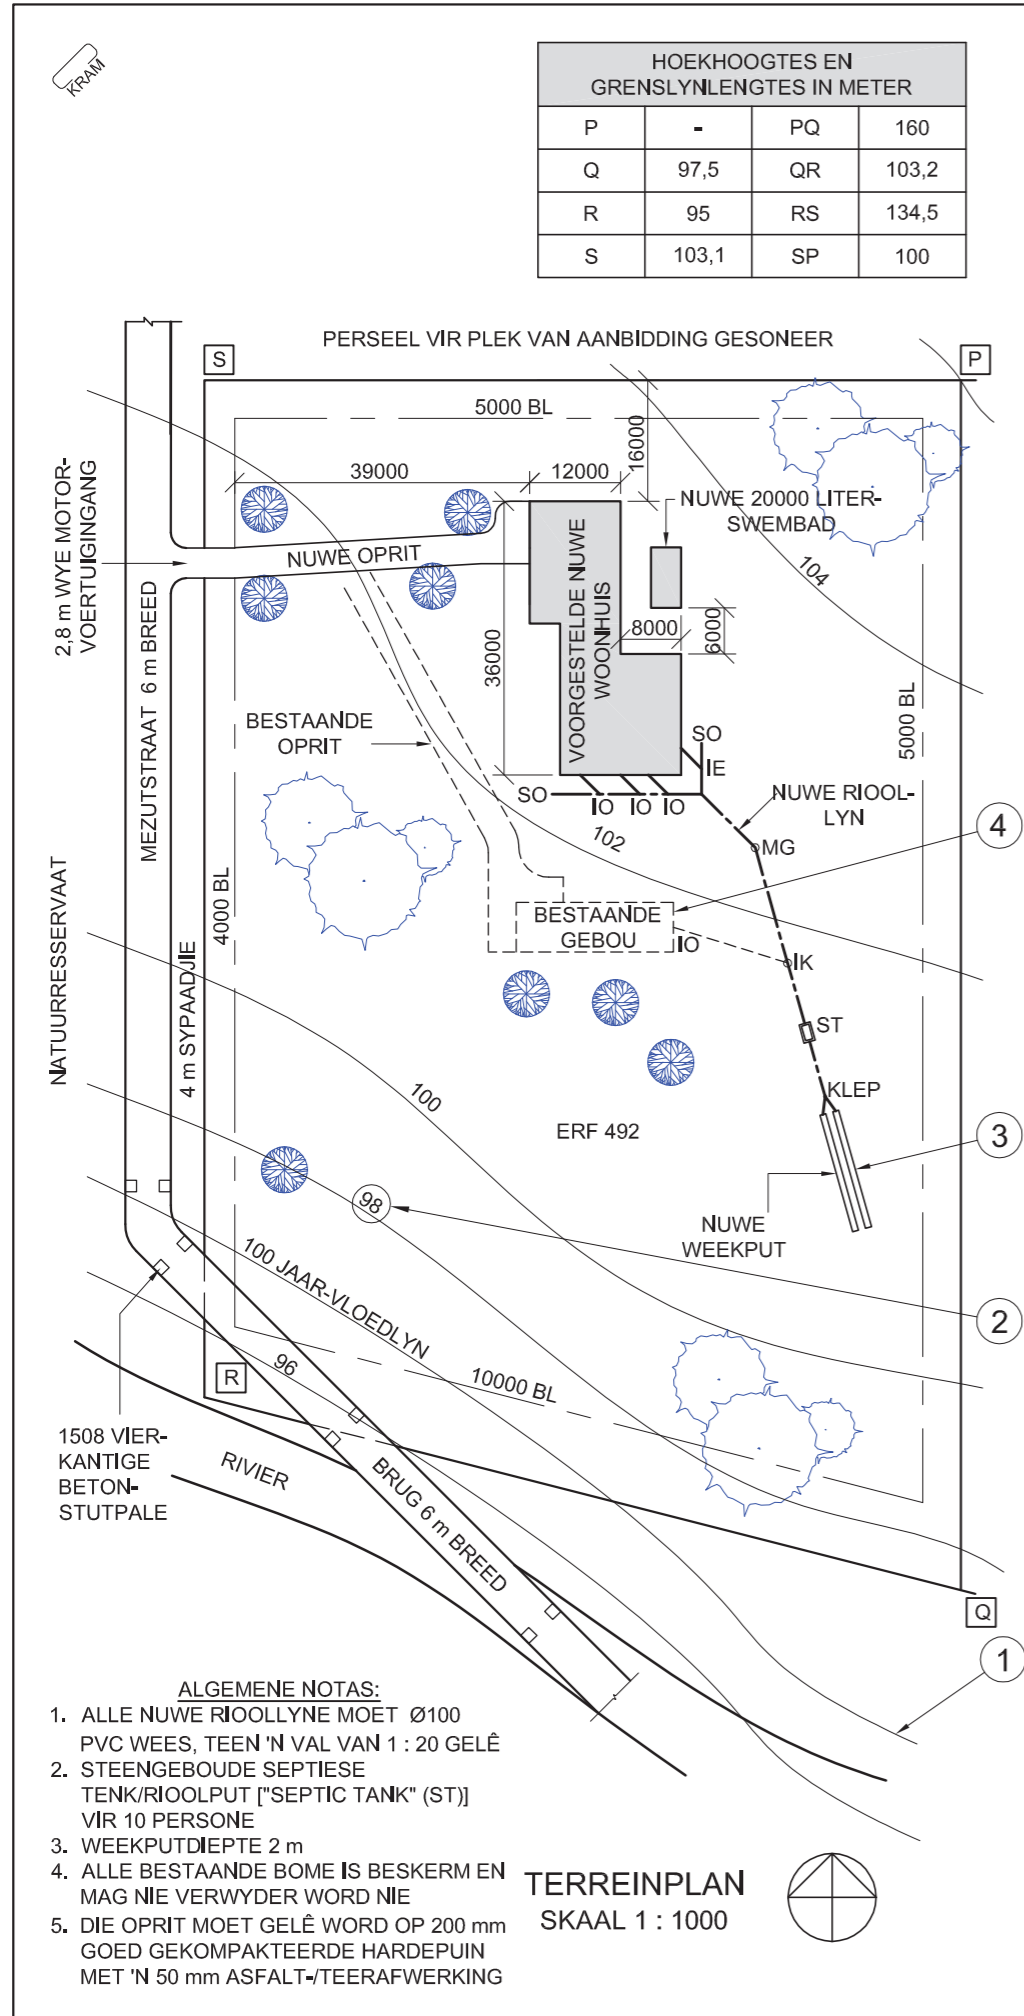 KRAM
HOEKHOOGTES EN
GRENSLYNLENGTES IN METER
P - PQ 160
Q 97,5 QR 103,2
R 95 RS 134,5
S 103,1 SP 100
PERSEEL VIR PLEK VAN AANBIDDING GESONEER
S
P
5000 BL
16000
39000
12000
2,8 m WYE MOTOR-
VOERTUIGINGANG
NUWE 20000 LITER-
SWEMBAD
NUWE OPRIT
104
VOORGESTELDE NUWE
WOONHUIS
36000
8000
6000
MEZUTSTRAAT 6 m BREED
5000 BL
BESTAANDE
OPRIT
SO
IE
SO
IO
IO
IO
NUWE RIOOL-
LYN
4
102
MG
4000 BL
BESTAANDE
GEBOU
IO
IK
NATUURRESSERVAAT
4 m SYPAADJIE
ST
KLEP
100
ERF 492
3
98
NUWE
WEEKPUT
100 JAAR-VLOEDLYN
2
96
R
10000 BL
1508 VIER-
KANTIGE
BETON-
STUTPALE
RIVIER
BRUG 6 m BREED
Q
1
ALGEMENE NOTAS:
1. ALLE NUWE RIOOLLYNE MOET Ø100
PVC WEES, TEEN 'N VAL VAN 1 : 20 GELÊ
2. STEENGEBOUDE SEPTIESE
TENK/RIOOLPUT ["SEPTIC TANK" (ST)]
VIR 10 PERSONE
3. WEEKPUTDIEPTE 2 m
4. ALLE BESTAANDE BOME IS BESKERM EN
MAG NIE VERWYDER WORD NIE
5. DIE OPRIT MOET GELÊ WORD OP 200 mm
GOED GEKOMPAKTEERDE HARDEPUIN
MET 'N 50 mm ASFALT-/TEERAFWERKING
TERREINPLAN
SKAAL 1 : 1000